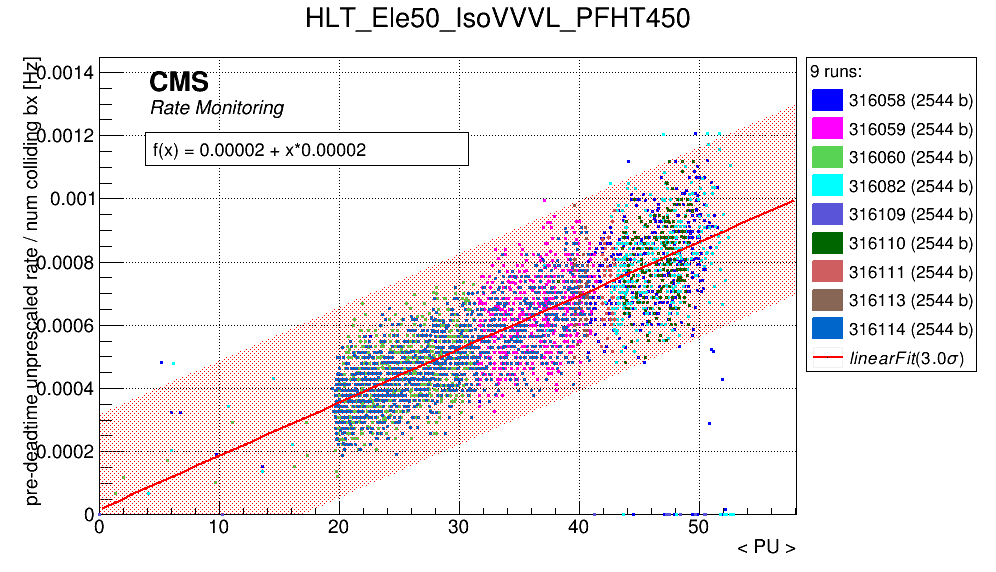 HLT_Ele50_IsoVVVL_PFHT450
pre-deadtime unprescaled rate / num colliding bx [Hz]
0.0014
0.0012
0.001
0.0008
0.0006
0.0004
0.0002
0
CMS
Rate Monitoring
f(x) = 0.00002 + x*0.00002
0 10 20 30 40 50
< PU >
9 runs:
316058 (2544 b)
316059 (2544 b)
316060 (2544 b)
316082 (2544 b)
316109 (2544 b)
316110 (2544 b)
316111 (2544 b)
316113 (2544 b)
316114 (2544 b)
linearFit(3.0σ)